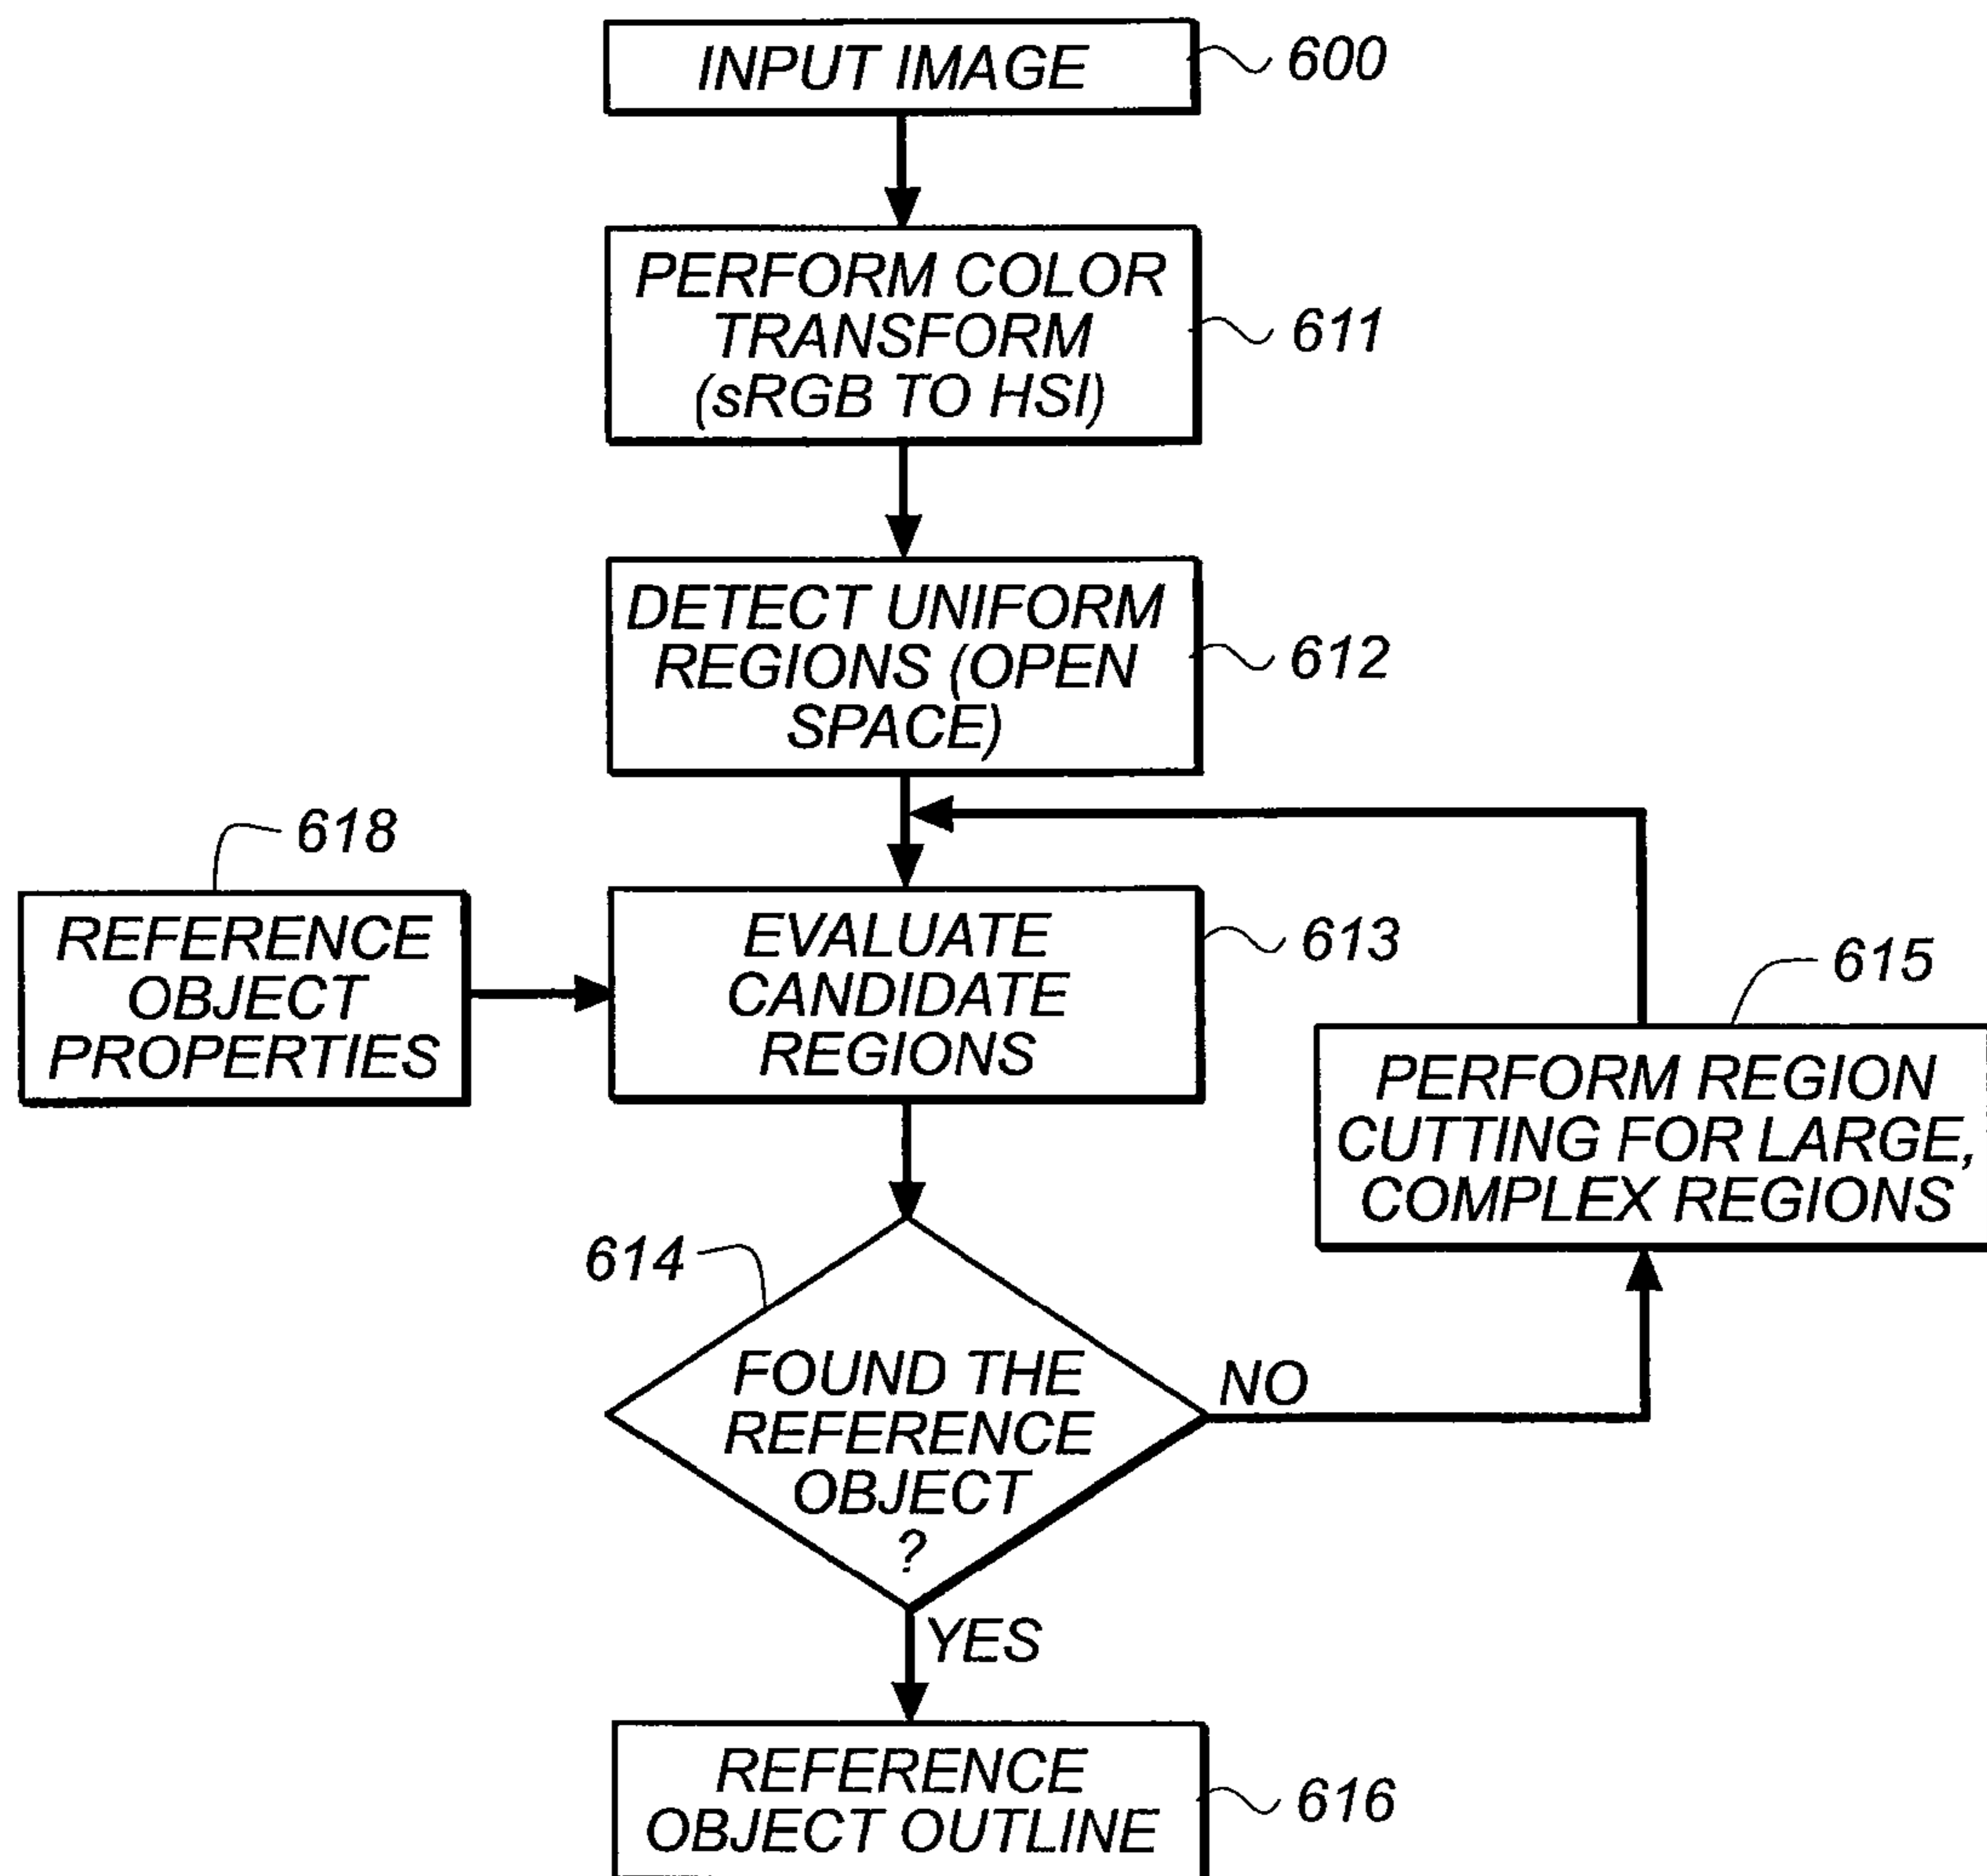 INPUT IMAGE
600
PERFORM COLOR
TRANSFORM
(sRGB TO HSI)
611
DETECT UNIFORM
REGIONS (OPEN
SPACE)
612
618
REFERENCE
OBJECT
PROPERTIES
EVALUATE
CANDIDATE
REGIONS
613
615
PERFORM REGION
CUTTING FOR LARGE,
COMPLEX REGIONS
614
FOUND THE
REFERENCE
OBJECT
?
NO
YES
REFERENCE
OBJECT OUTLINE
616